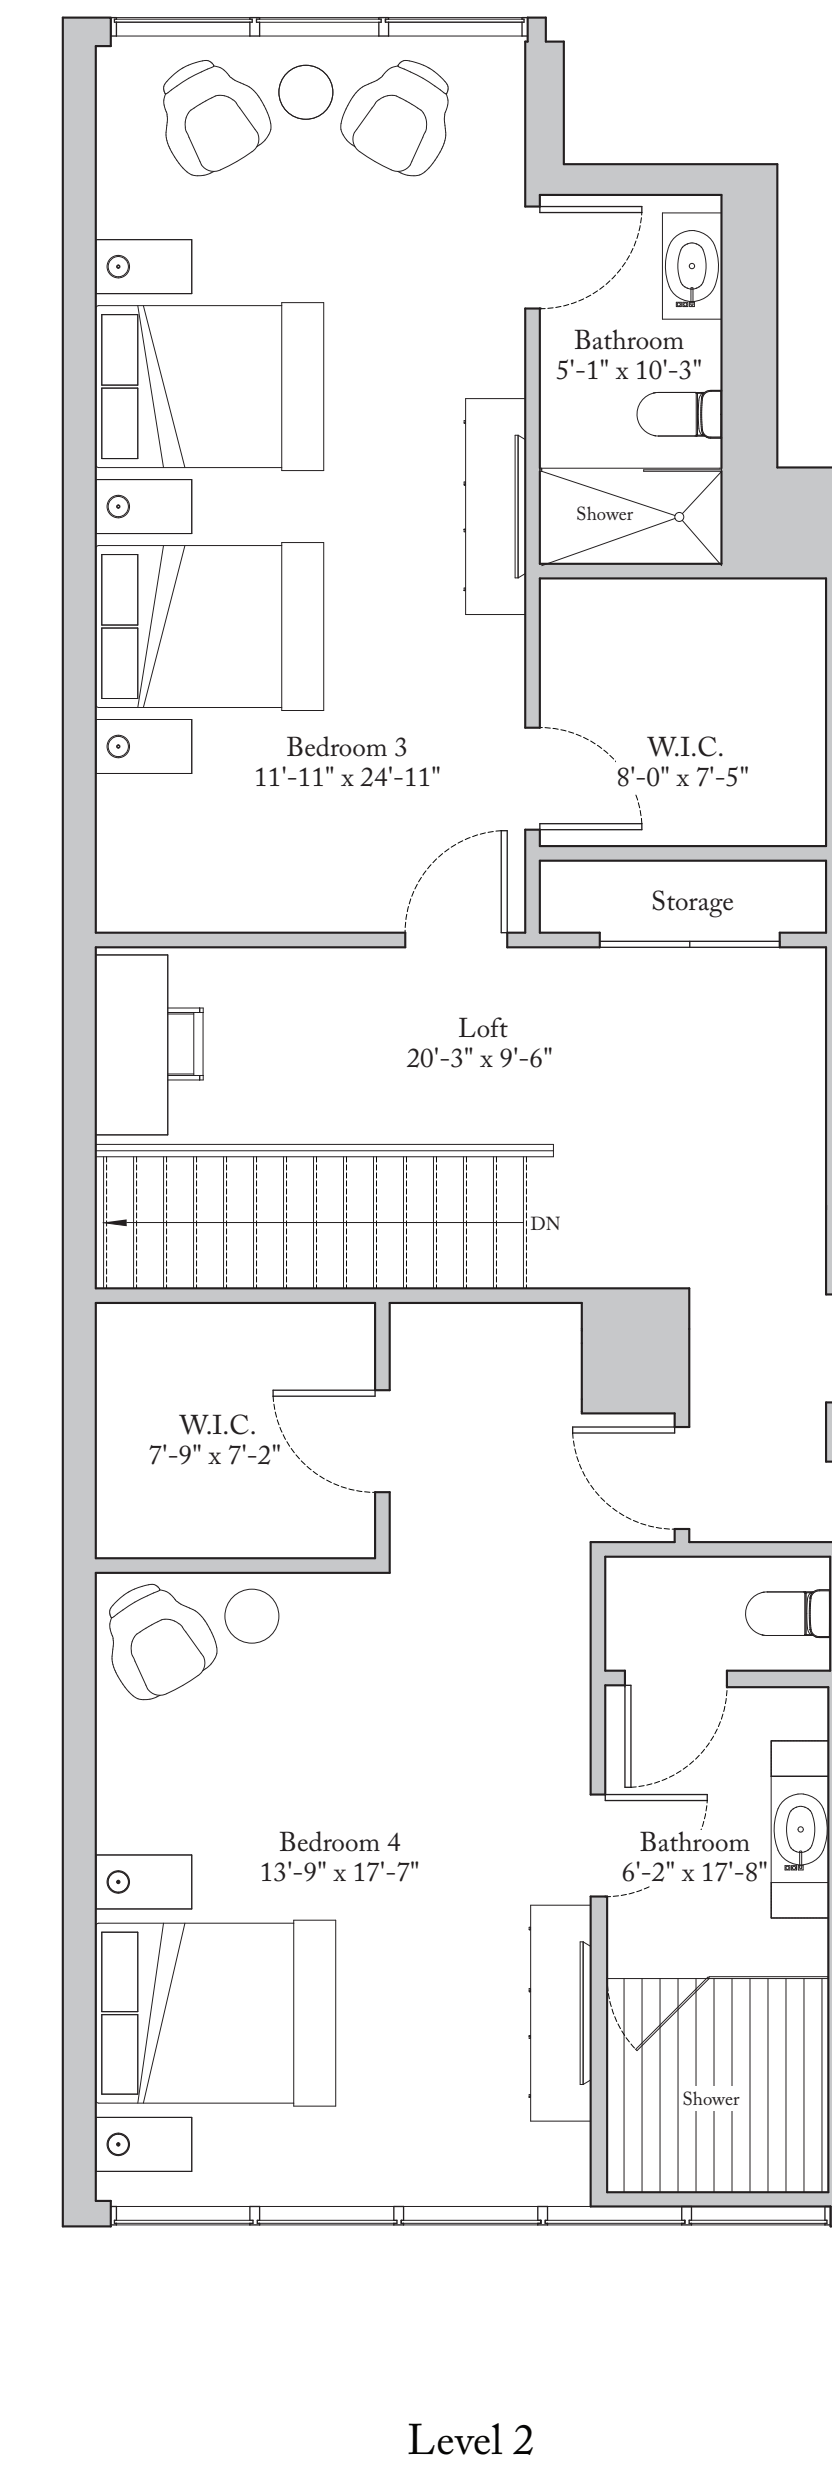 Bathroom
5'-1" x 10'-3"
Shower
Bedroom 3
11'-11" x 24'-11"
W.I.C.
8'-0" x 7'-5"
Storage
Loft
20'-3" x 9'-6"
DN
W.I.C.
7'-9" x 7'-2"
Bedroom 4
13'-9" x 17'-7"
Bathroom
6'-2" x 17'-8"
Shower
Level 2